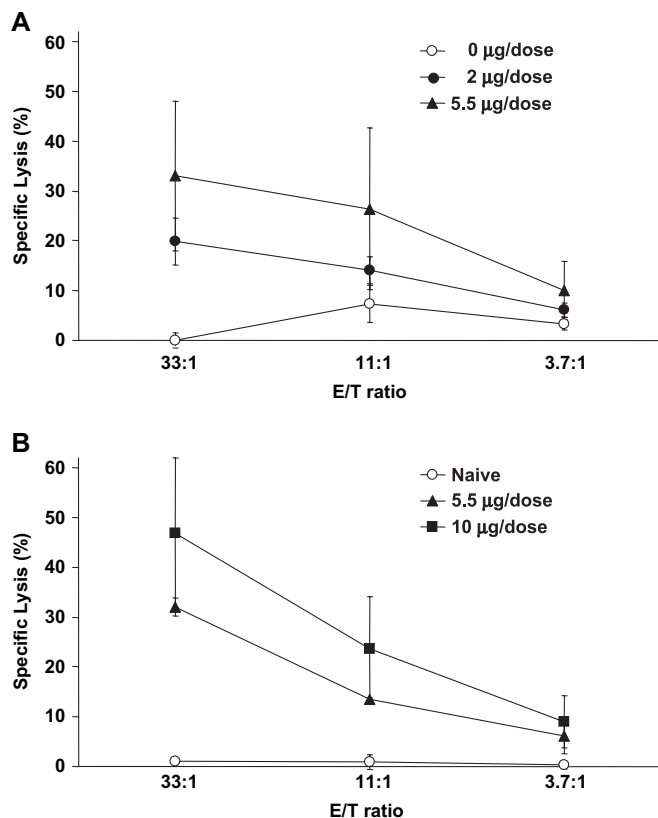 A
60
50
40
30
20
10
0
Specific Lysis (%)
0 µg/dose
2 µg/dose
5.5 µg/dose
33:1 11:1 3.7:1
E/T ratio
B
60
50
40
30
20
10
0
Specific Lysis (%)
Naive
5.5 µg/dose
10 µg/dose
33:1 11:1 3.7:1
E/T ratio